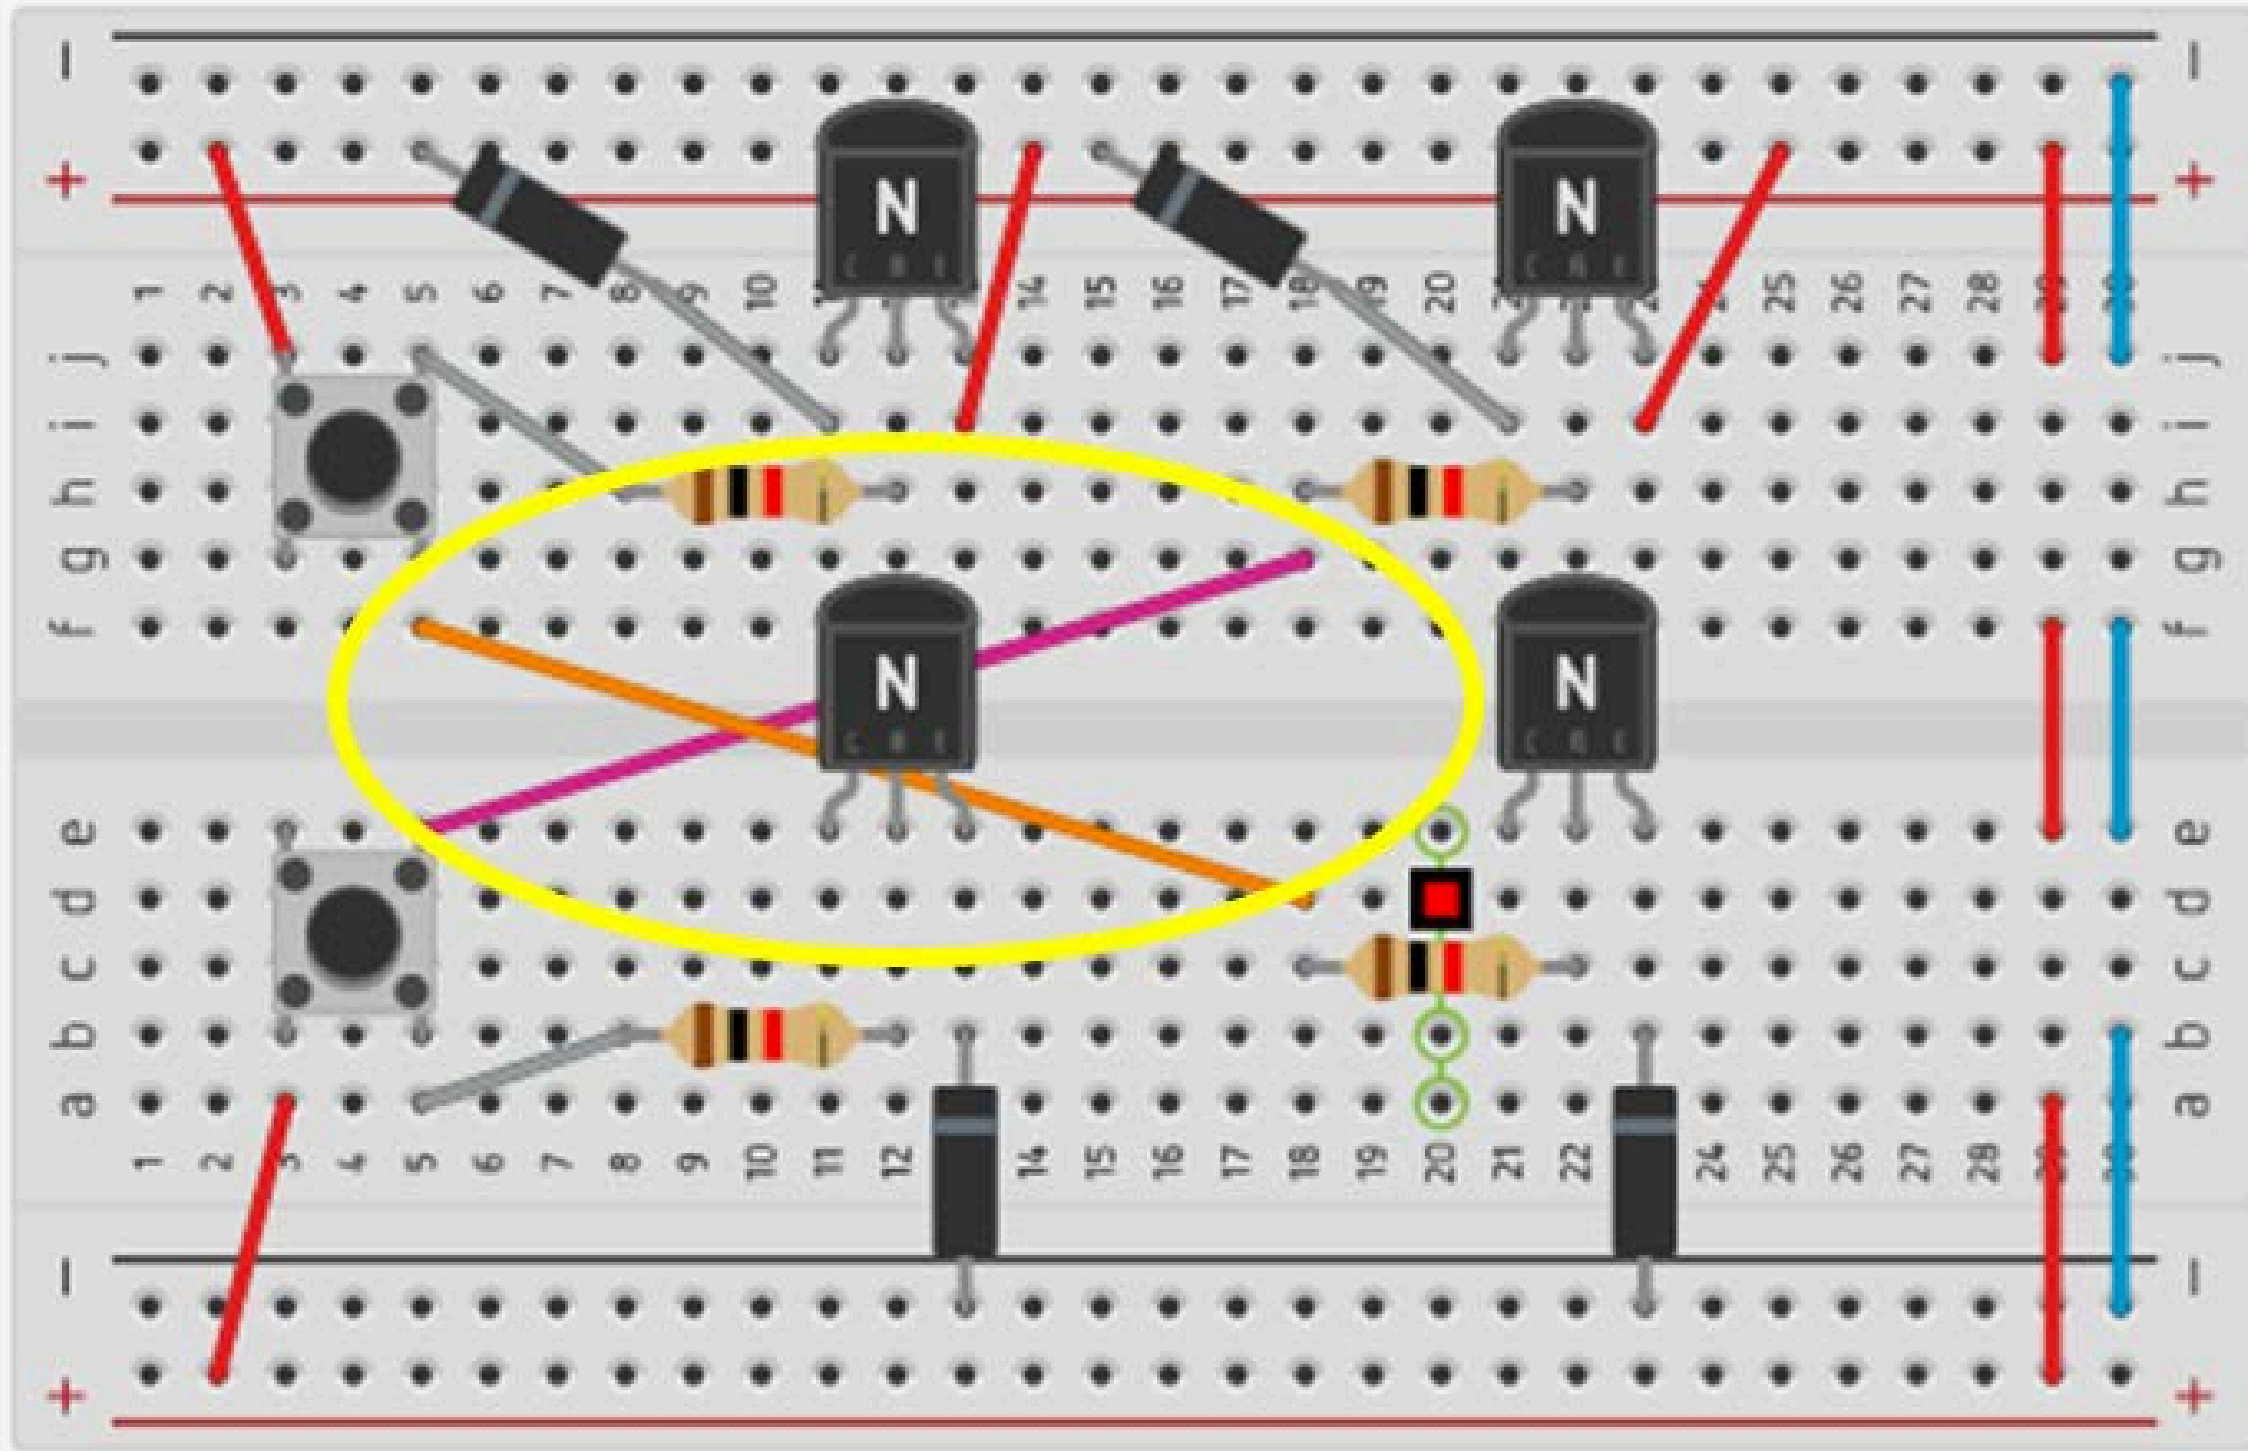 − −
+ N N +
C B E C B E
1 2 3 4 5 6 7 8 9 10 14 15 16 17 18 19 20 25 26 27 28
j j
i i
h h
g g
f f
N N
C B E C B E
e e
d d
c c
b b
a a
1 2 3 4 5 6 7 8 9 10 11 12 14 15 16 17 18 19 20 21 22 24 25 26 27 28
− −
+ +